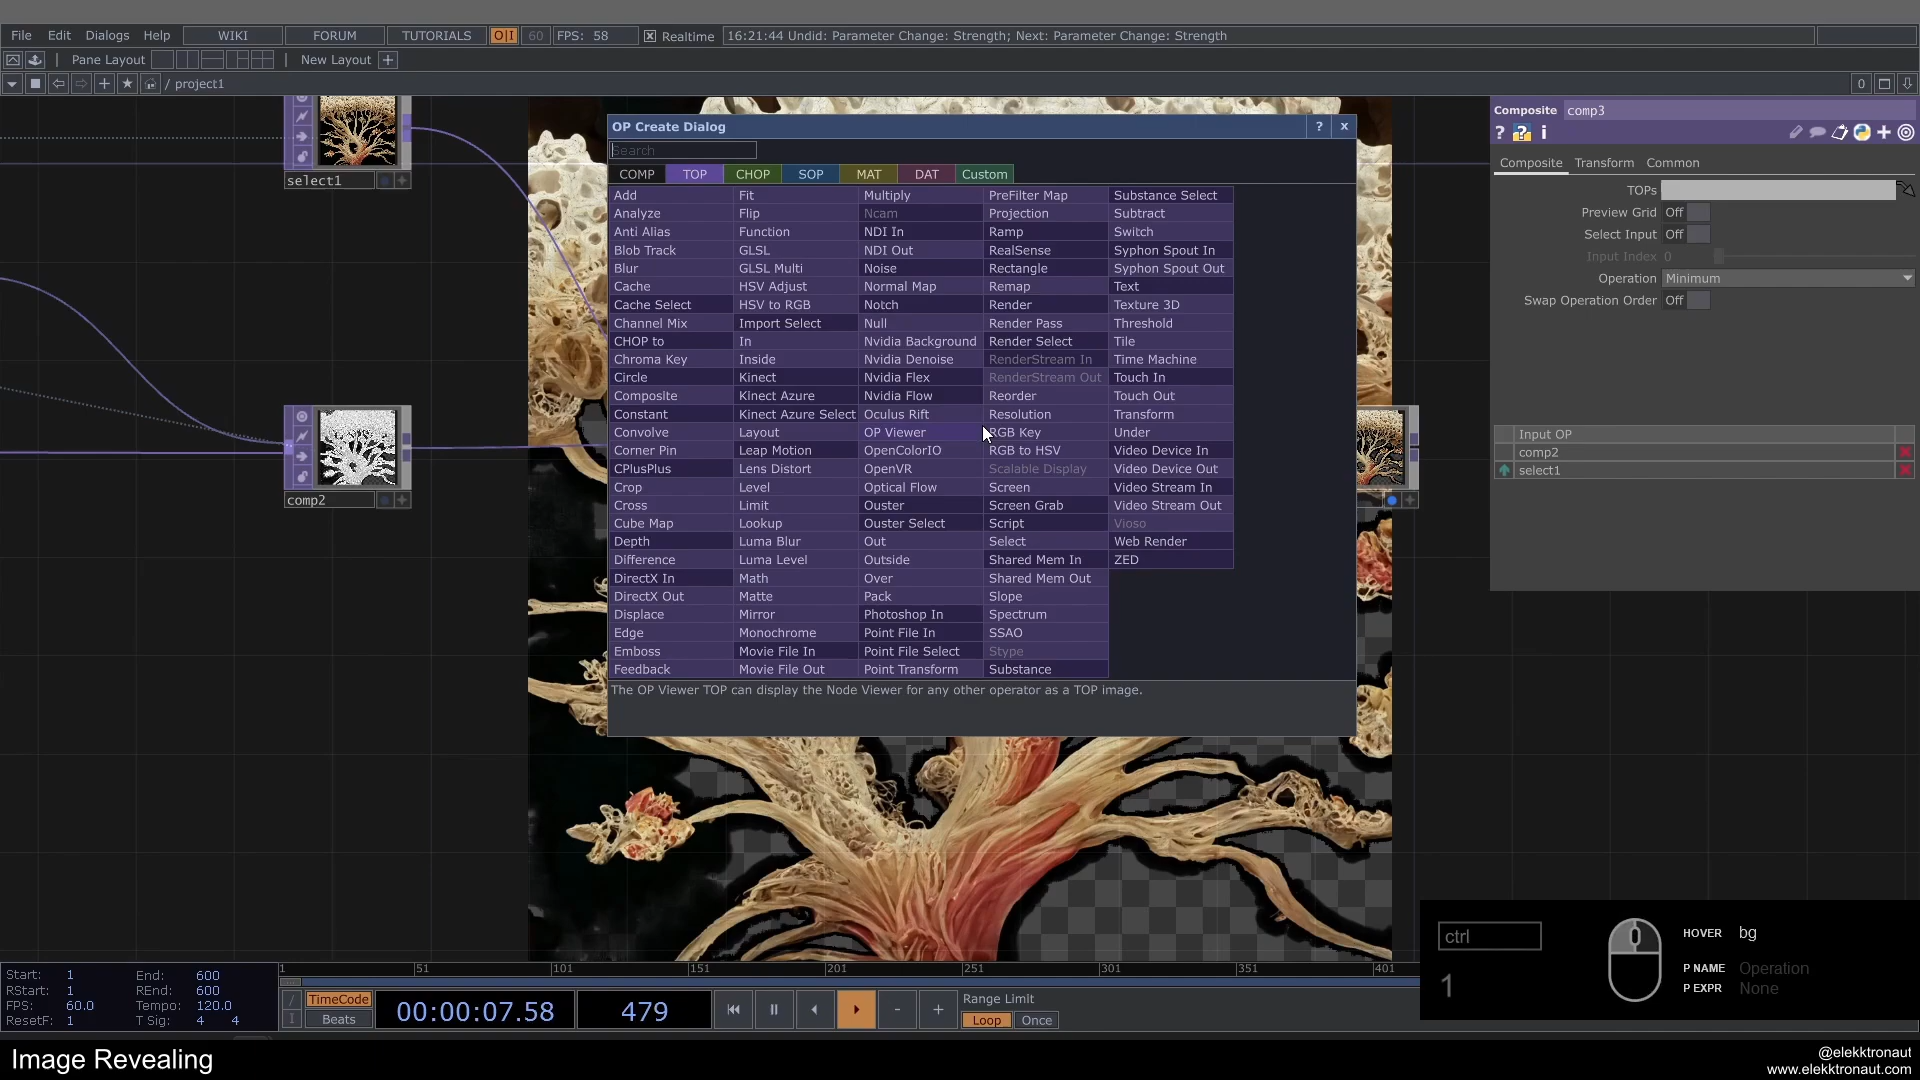 File Edit Dialogs Help WIKI FORUM TUTORIALS O|I 60 FPS: 58 Realtime 16:21:44 Undid: Parameter Change: Strength; Next: Parameter Change: Strength
Pane Layout New Layout
/ project1 0
select1
comp2
OP Create Dialog ? x
Search
COMP TOP CHOP SOP MAT DAT Custom
Add Fit Multiply PreFilter Map Substance Select
Analyze Flip Ncam Projection Subtract
Anti Alias Function NDI In Ramp Switch
Blob Track GLSL NDI Out RealSense Syphon Spout In
Blur GLSL Multi Noise Rectangle Syphon Spout Out
Cache HSV Adjust Normal Map Remap Text
Cache Select HSV to RGB Notch Render Texture 3D
Channel Mix Import Select Null Render Pass Threshold
CHOP to In Nvidia Background Render Select Tile
Chroma Key Inside Nvidia Denoise RenderStream In Time Machine
Circle Kinect Nvidia Flex RenderStream Out Touch In
Composite Kinect Azure Nvidia Flow Reorder Touch Out
Constant Kinect Azure Select Oculus Rift Resolution Transform
Convolve Layout OP Viewer RGB Key Under
Corner Pin Leap Motion OpenColorIO RGB to HSV Video Device In
CPlusPlus Lens Distort OpenVR Scalable Display Video Device Out
Crop Level Optical Flow Screen Video Stream In
Cross Limit Ouster Screen Grab Video Stream Out
Cube Map Lookup Ouster Select Script Vioso
Depth Luma Blur Out Select Web Render
Difference Luma Level Outside Shared Mem In ZED
DirectX In Math Over Shared Mem Out
DirectX Out Matte Pack Slope
Displace Mirror Photoshop In Spectrum
Edge Monochrome Point File In SSAO
Emboss Movie File In Point File Select Stype
Feedback Movie File Out Point Transform Substance
The OP Viewer TOP can display the Node Viewer for any other operator as a TOP image.
Composite comp3
? ? i
Composite Transform Common
TOPs
Preview Grid Off
Select Input Off
Input Index 0
Operation Minimum
Swap Operation Order Off
Input OP
comp2
select1
ctrl
1
HOVER bg
P NAME Operation
P EXPR None
Start: 1 End: 600
RStart: 1 REnd: 600
FPS: 60.0 Tempo: 120.0
ResetF: 1 T Sig: 4 4
1 51 101 151 201 251 301 351 401
TimeCode
Beats
00:00:07.58 479
Range Limit
Loop Once
Image Revealing
@elekktronaut
www.elekktronaut.com